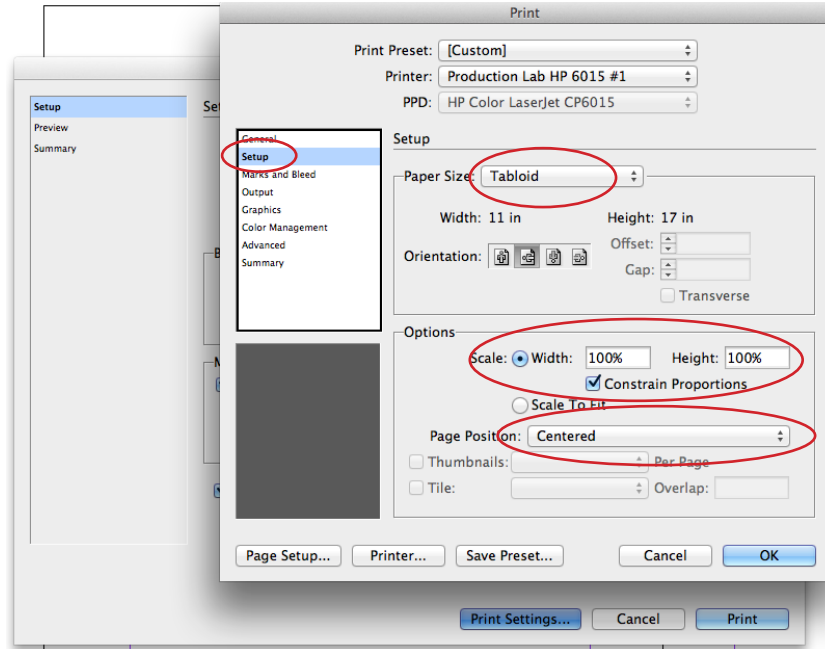 Print
Print Preset: [Custom]
Printer: Production Lab HP 6015 #1
PPD: HP Color LaserJet CP6015
Setup
Preview
Summary
Set
General
Setup
Marks and Bleed
Output
Graphics
Color Management
Advanced
Summary
Setup
Paper Size: Tabloid
Width: 11 in Height: 17 in
Orientation: Offset:
Gap:
Transverse
Options
Scale: Width: 100% Height: 100%
Constrain Proportions
Scale To Fit
Page Position: Centered
Thumbnails: Per Page
Tile: Overlap:
Page Setup... Printer... Save Preset... Cancel OK
Print Settings... Cancel Print